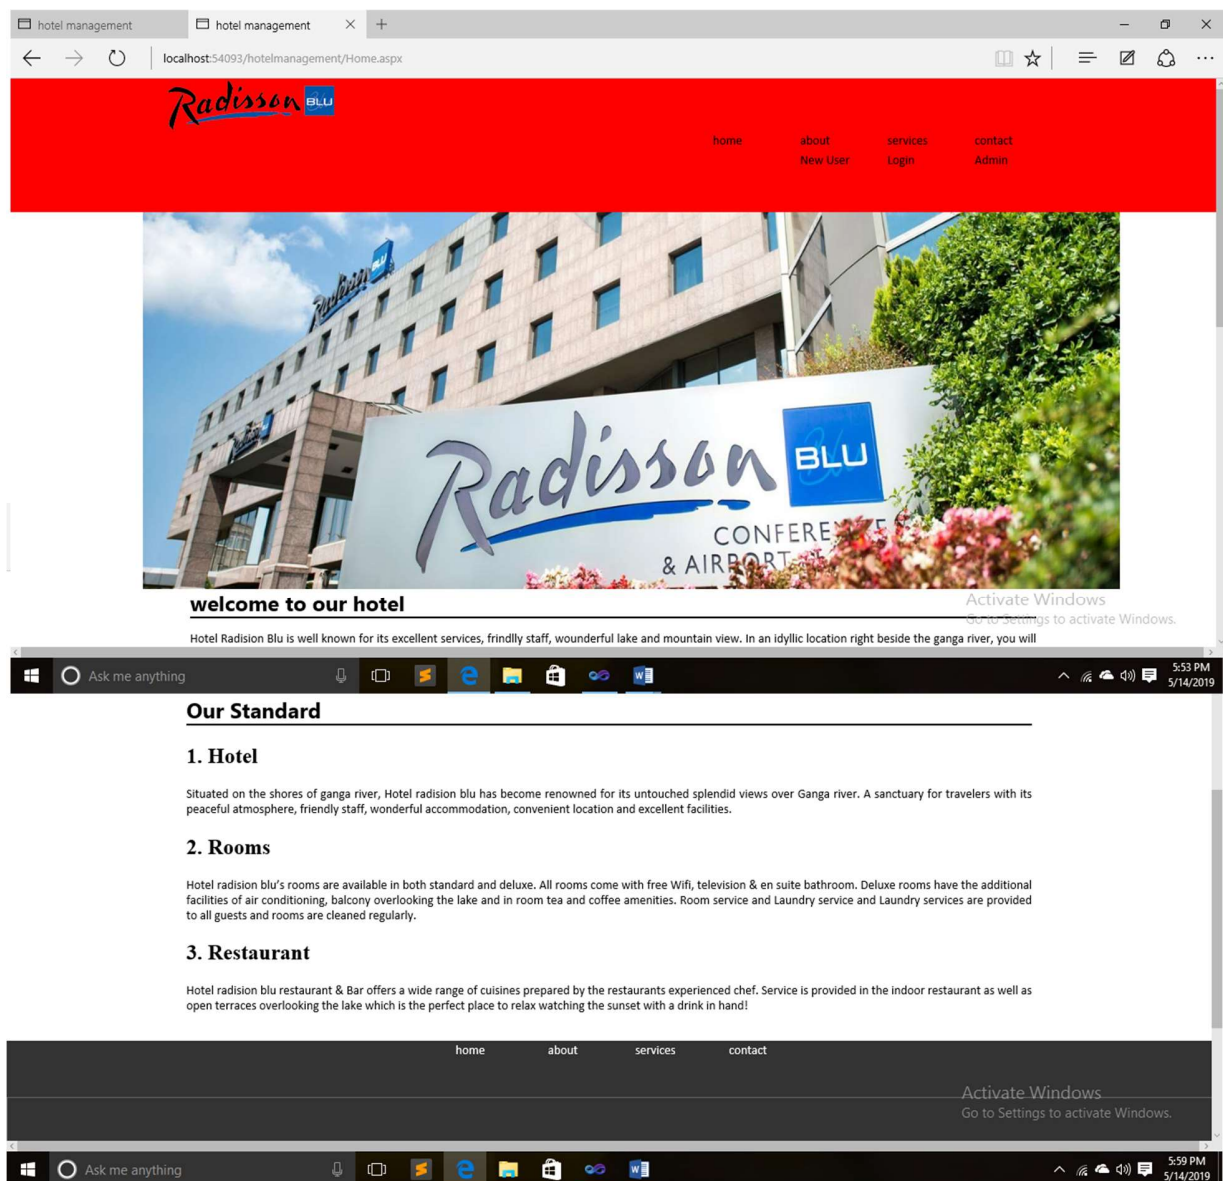 hotel management
hotel management
localhost:54093/hotelmanagement/Home.aspx
Radisson BLU
home about services contact
New User Login Admin
Radisson BLU
Radisson BLU
CONFERE
& AIRPORT
welcome to our hotel
Activate Windows
Go to Settings to activate Windows.
Hotel Radision Blu is well known for its excellent services, frindlly staff, wounderful lake and mountain view. In an idyllic location right beside the ganga river, you will
Ask me anything
5:53 PM
5/14/2019
Our Standard
1. Hotel
Situated on the shores of ganga river, Hotel radision blu has become renowned for its untouched splendid views over Ganga river. A sanctuary for travelers with its
peaceful atmosphere, friendly staff, wonderful accommodation, convenient location and excellent facilities.
2. Rooms
Hotel radision blu's rooms are available in both standard and deluxe. All rooms come with free Wifi, television & en suite bathroom. Deluxe rooms have the additional
facilities of air conditioning, balcony overlooking the lake and in room tea and coffee amenities. Room service and Laundry service and Laundry services are provided
to all guests and rooms are cleaned regularly.
3. Restaurant
Hotel radision blu restaurant & Bar offers a wide range of cuisines prepared by the restaurants experienced chef. Service is provided in the indoor restaurant as well as
open terraces overlooking the lake which is the perfect place to relax watching the sunset with a drink in hand!
home about services contact
Activate Windows
Go to Settings to activate Windows.
Ask me anything
5:59 PM
5/14/2019